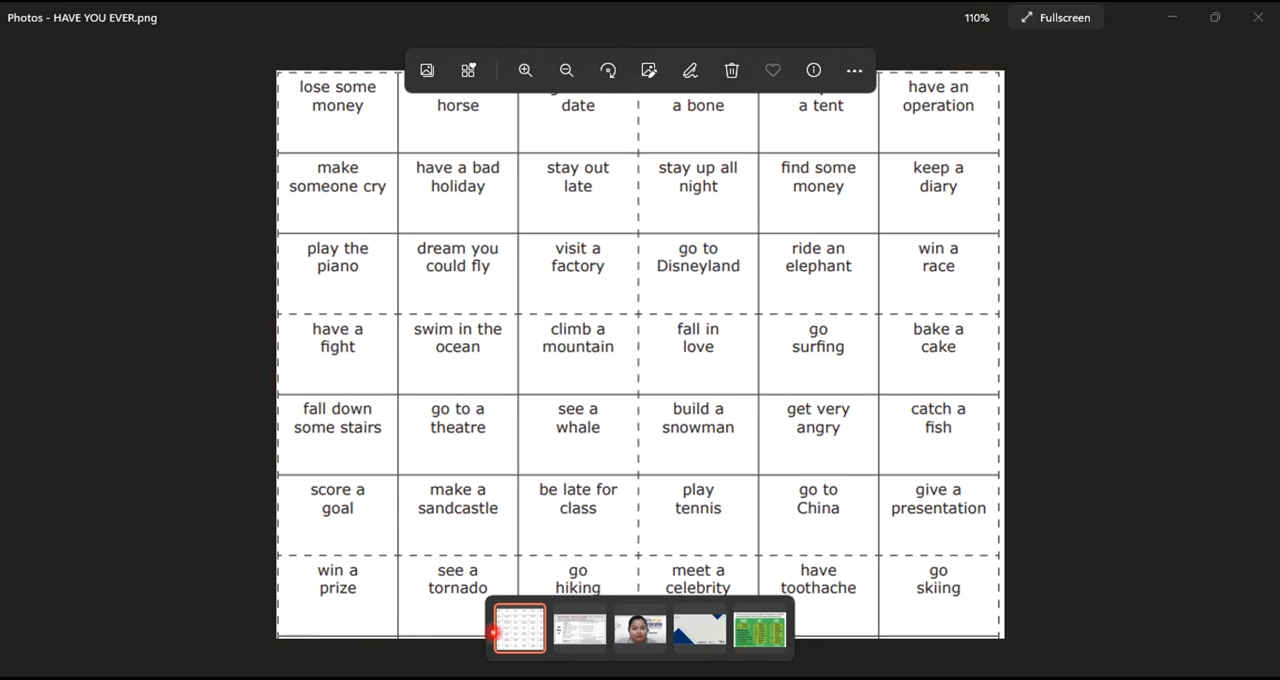 Photos - HAVE YOU EVER.png
110%
Fullscreen
lose some
money
horse
date
a bone
a tent
have an
operation
make
someone cry
have a bad
holiday
stay out
late
stay up all
night
find some
money
keep a
diary
play the
piano
dream you
could fly
visit a
factory
go to
Disneyland
ride an
elephant
win a
race
have a
fight
swim in the
ocean
climb a
mountain
fall in
love
go
surfing
bake a
cake
fall down
some stairs
go to a
theatre
see a
whale
build a
snowman
get very
angry
catch a
fish
score a
goal
make a
sandcastle
be late for
class
play
tennis
go to
China
give a
presentation
win a
prize
see a
tornado
go
hiking
meet a
celebrity
have
toothache
go
skiing